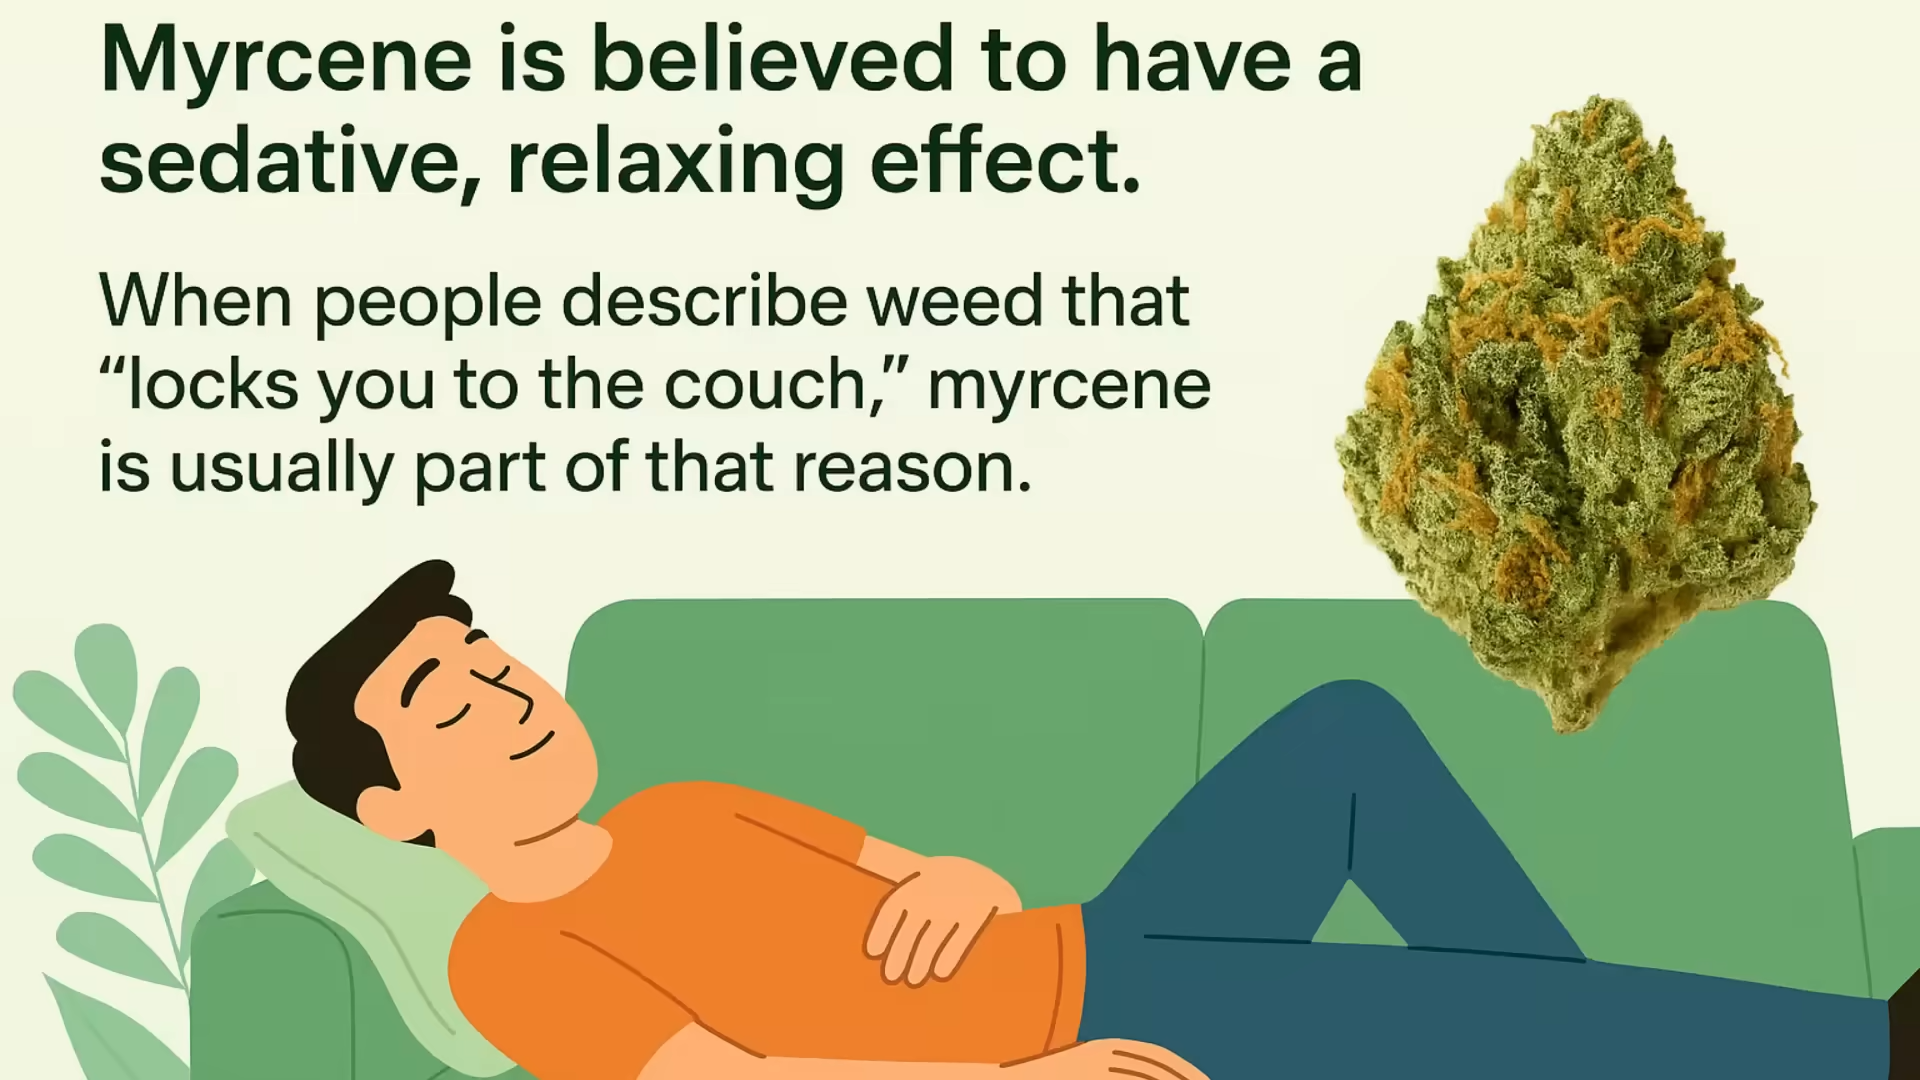 Myrcene is believed to have a
sedative, relaxing effect.
When people describe weed that
“locks you to the couch,” myrcene
is usually part of that reason.